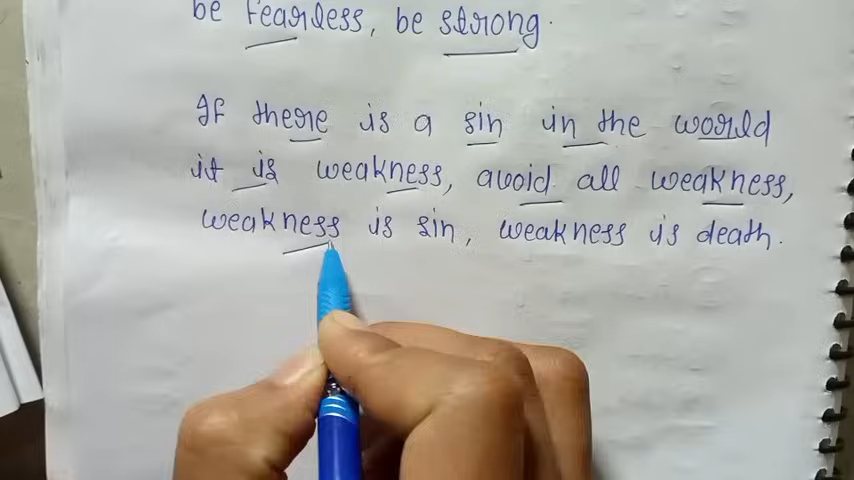 be fearless, be strong.
If there is a sin in the world
it is weakness, avoid all weakness,
weakness is sin, weakness is death.